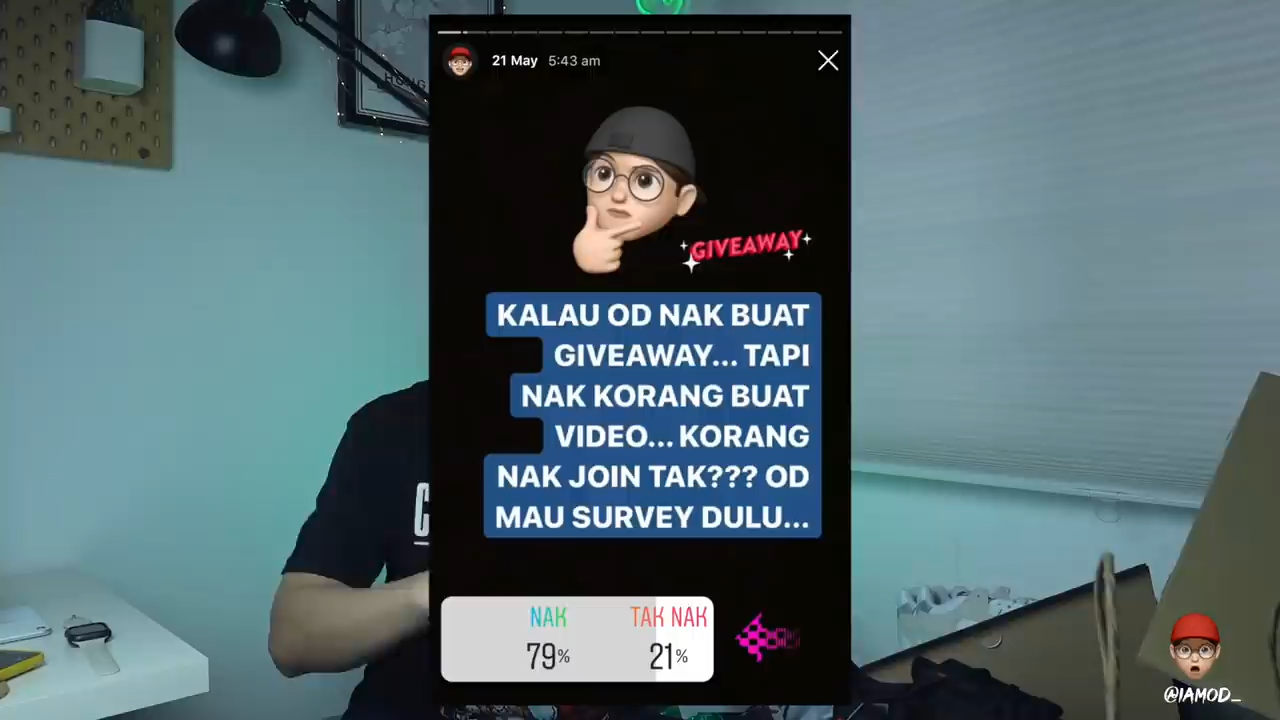 21 May 5:43 am
GIVEAWAY
KALAU OD NAK BUAT
GIVEAWAY... TAPI
NAK KORANG BUAT
VIDEO... KORANG
NAK JOIN TAK??? OD
MAU SURVEY DULU...
NAK TAK NAK
79% 21%
@IAMOD_